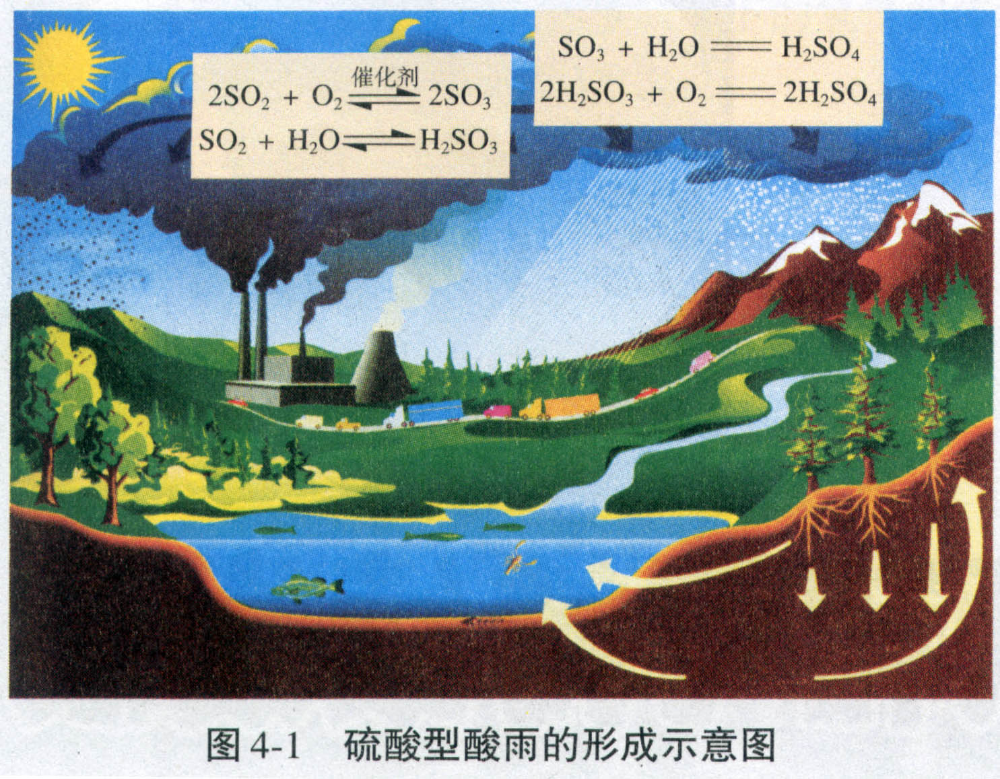 催化剂
2SO₂ + O₂ ⇌ 2SO₃
SO₂ + H₂O ⇌ H₂SO₃
SO₃ + H₂O ══ H₂SO₄
2H₂SO₃ + O₂ ══ 2H₂SO₄
图 4-1 硫酸型酸雨的形成示意图